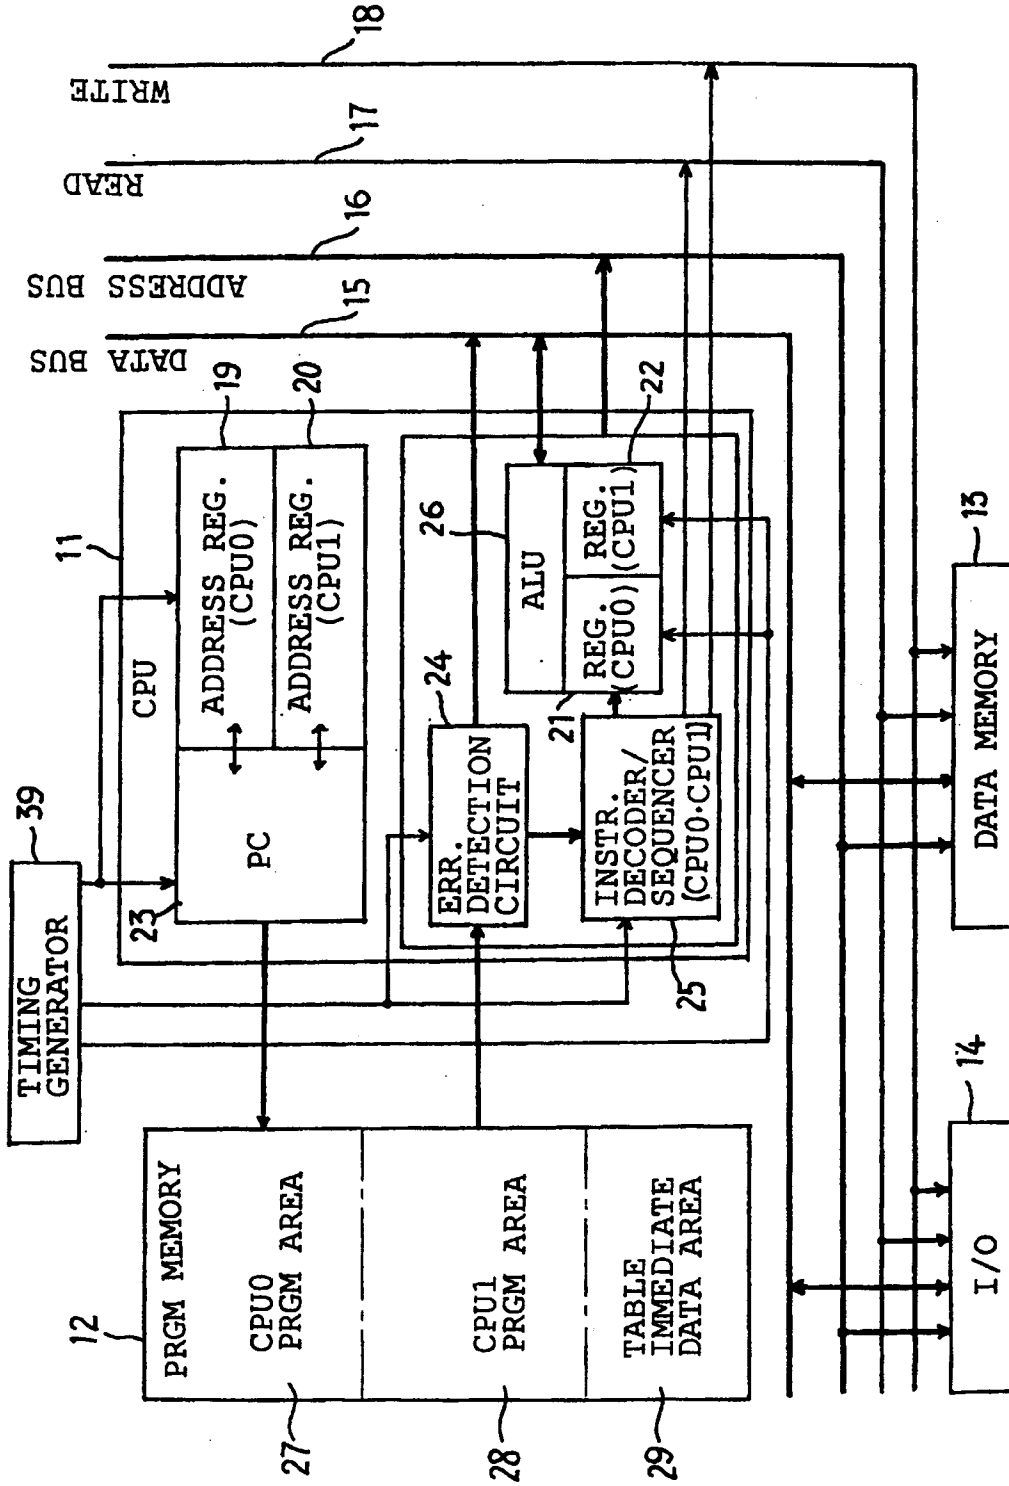 39
TIMING
GENERATOR
11
CPU
23
PC
ADDRESS REG.
(CPU0)
19
ADDRESS REG.
(CPU1)
20
DATA BUS
15
ADDRESS BUS
16
READ
17
WRITE
18
12
PRGM MEMORY
CPU0
PRGM AREA
27
CPU1
PRGM AREA
28
TABLE
IMMEDIATE
DATA AREA
29
24
ERR.
DETECTION
CIRCUIT
26
ALU
21
REG.
(CPU0)
REG.
(CPU1)
22
INSTR.
DECODER/
SEQUENCER
(CPU0·CPU1)
25
14
I/O
13
DATA MEMORY